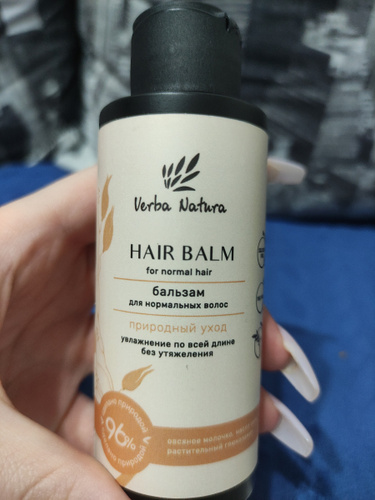 Verba Natura
HAIR BALM
for normal hair
бальзам
для нормальных волос
природный уход
увлажнение по всей длине
без утяжеления
96%
овсяное молочко,
растительный